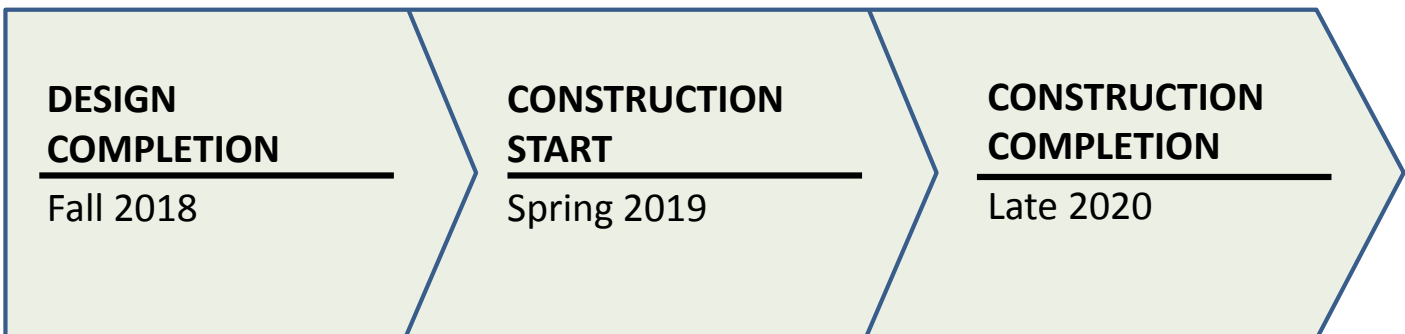 DESIGN
COMPLETION
Fall 2018
CONSTRUCTION
START
Spring 2019
CONSTRUCTION
COMPLETION
Late 2020